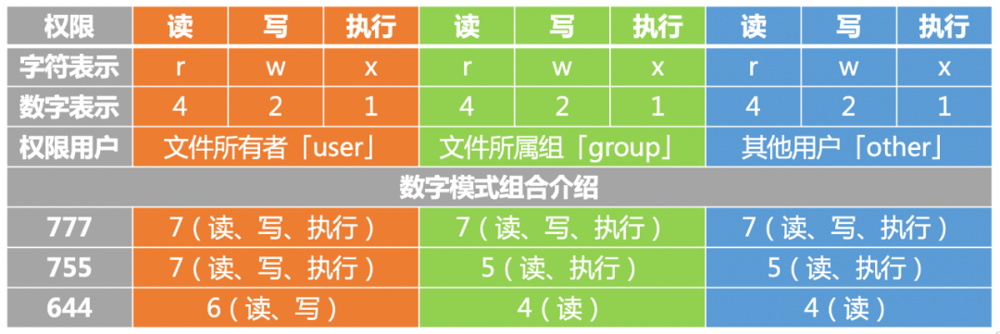 权限 读 写 执行 读 写 执行 读 写 执行
字符表示 r w x r w x r w x
数字表示 4 2 1 4 2 1 4 2 1
权限用户 文件所有者「user」 文件所属组「group」 其他用户「other」
数字模式组合介绍
777 7（读、写、执行） 7（读、写、执行） 7（读、写、执行）
755 7（读、写、执行） 5（读、执行） 5（读、执行）
644 6（读、写） 4（读） 4（读）